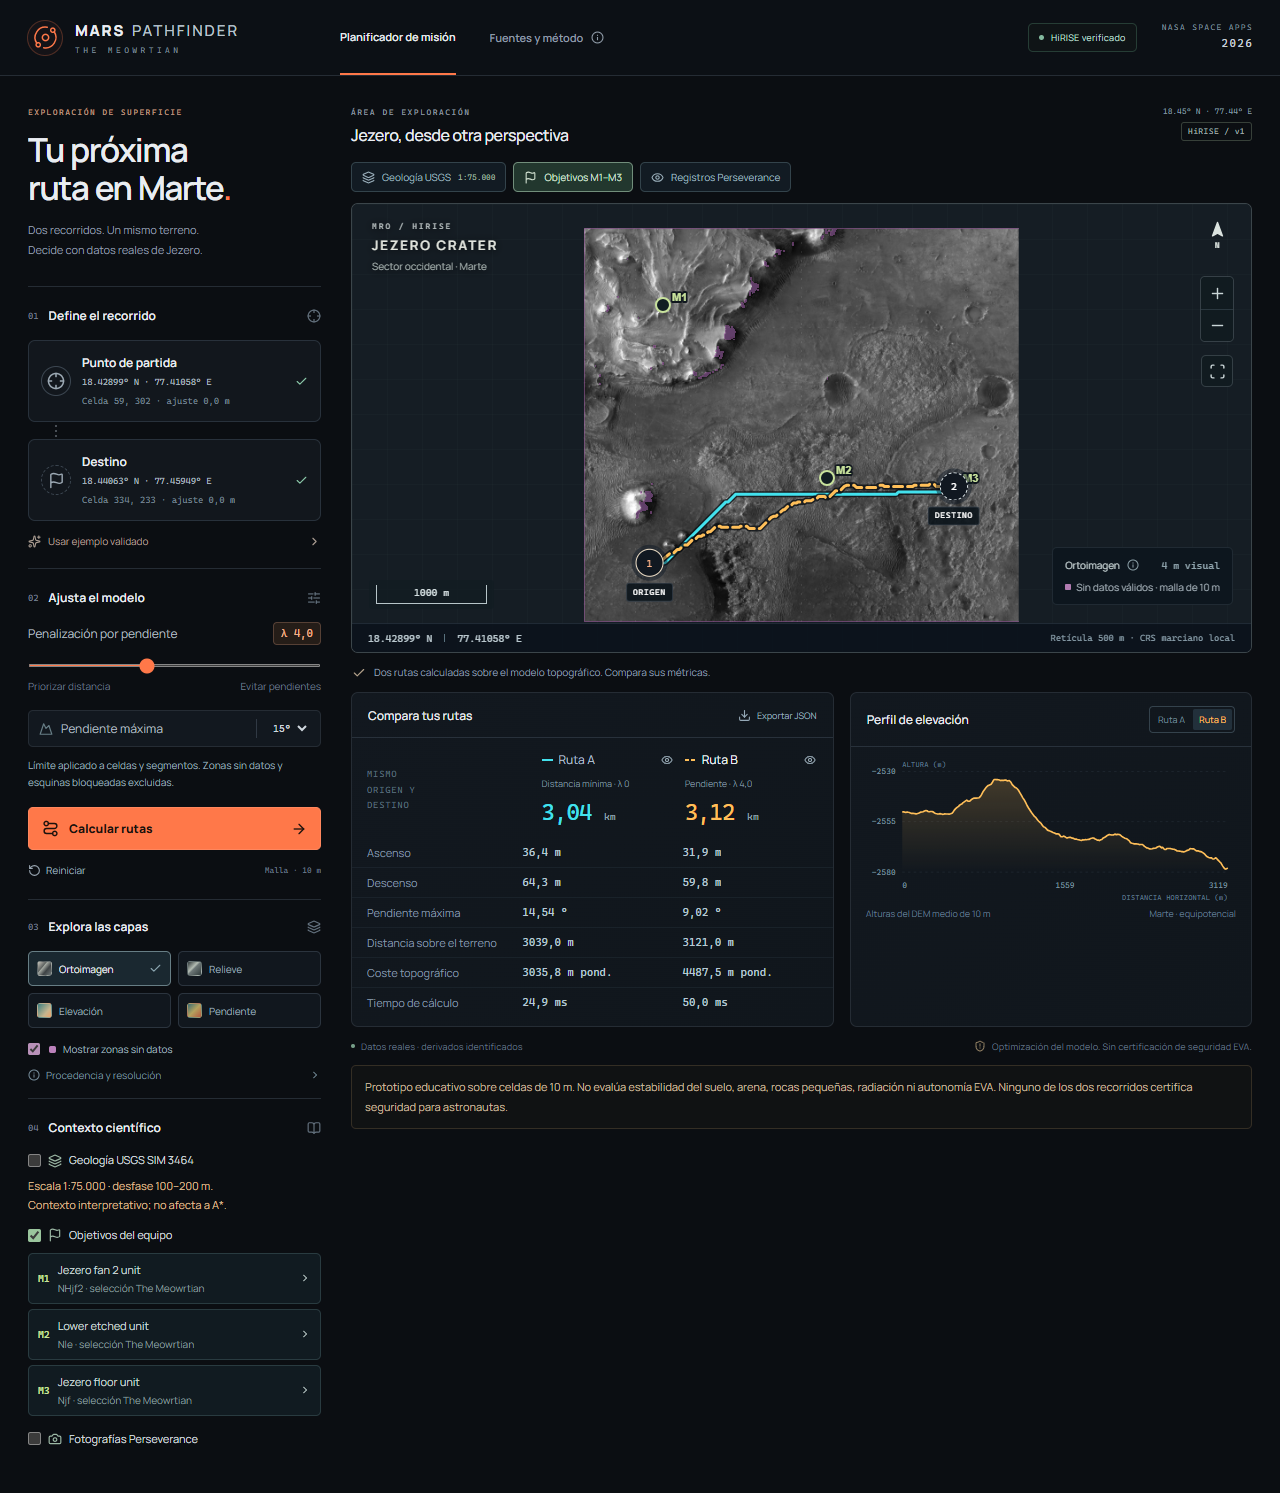 MARS PATHFINDER
THE MEOWRTIAN
Planificador de misión
Fuentes y método
HiRISE verificado
NASA SPACE APPS
2026
EXPLORACIÓN DE SUPERFICIE
Tu próxima
ruta en Marte.
Dos recorridos. Un mismo terreno.
Decide con datos reales de Jezero.
01 Define el recorrido
Punto de partida
18.42899° N · 77.41058° E
Celda 59, 302 · ajuste 0,0 m
Destino
18.44063° N · 77.45949° E
Celda 334, 233 · ajuste 0,0 m
Usar ejemplo validado
02 Ajusta el modelo
Penalización por pendiente
λ 4,0
Priorizar distancia
Evitar pendientes
Pendiente máxima
15°
Límite aplicado a celdas y segmentos. Zonas sin datos y
esquinas bloqueadas excluidas.
Calcular rutas
Reiniciar
Malla · 10 m
03 Explora las capas
Ortoimagen
Relieve
Elevación
Pendiente
Mostrar zonas sin datos
Procedencia y resolución
04 Contexto científico
Geología USGS SIM 3464
Escala 1:75.000 · desfase 100–200 m.
Contexto interpretativo; no afecta a A*.
Objetivos del equipo
M1
Jezero fan 2 unit
NHjf2 · selección The Meowrtian
M2
Lower etched unit
Nle · selección The Meowrtian
M3
Jezero floor unit
Njf · selección The Meowrtian
Fotografías Perseverance
ÁREA DE EXPLORACIÓN
Jezero, desde otra perspectiva
18.45° N · 77.44° E
HiRISE / v1
Geología USGS 1:75.000
Objetivos M1–M3
Registros Perseverance
MRO / HIRISE
JEZERO CRATER
Sector occidental · Marte
N
M1
M2
M3
2
DESTINO
1
ORIGEN
1000 m
Ortoimagen
4 m visual
Sin datos válidos · malla de 10 m
18.42899° N | 77.41058° E
Retícula 500 m · CRS marciano local
Dos rutas calculadas sobre el modelo topográfico. Compara sus métricas.
Compara tus rutas
Exportar JSON
MISMO
ORIGEN Y
DESTINO
Ruta A
Distancia mínima · λ 0
3,04 km
Ruta B
Pendiente · λ 4,0
3,12 km
Ascenso 36,4 m 31,9 m
Descenso 64,3 m 59,8 m
Pendiente máxima 14,54 ° 9,02 °
Distancia sobre el terreno 3039,0 m 3121,0 m
Coste topográfico 3035,8 m pond. 4487,5 m pond.
Tiempo de cálculo 24,9 ms 50,0 ms
Perfil de elevación
Ruta A
Ruta B
ALTURA (m)
−2530
−2555
−2580
0
1559
3119
DISTANCIA HORIZONTAL (m)
Alturas del DEM medio de 10 m
Marte · equipotencial
Datos reales · derivados identificados
Optimización del modelo. Sin certificación de seguridad EVA.
Prototipo educativo sobre celdas de 10 m. No evalúa estabilidad del suelo, arena, rocas pequeñas, radiación ni autonomía EVA. Ninguno de los dos recorridos certifica
seguridad para astronautas.